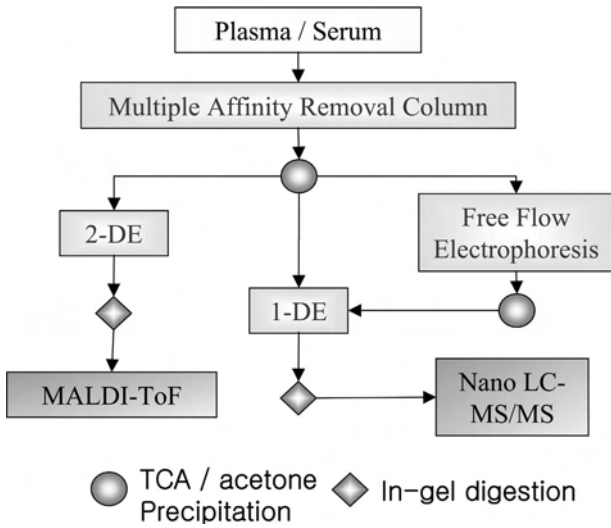 Plasma / Serum
Multiple Affinity Removal Column
2-DE
Free Flow
Electrophoresis
1-DE
MALDI-ToF
Nano LC-
MS/MS
TCA / acetone
Precipitation
In-gel digestion